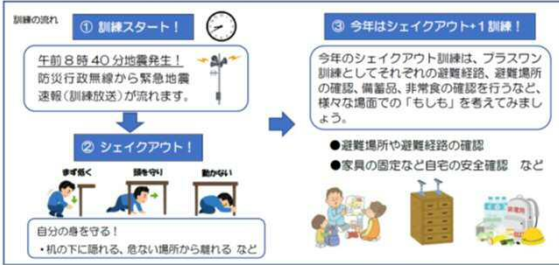 訓練の流れ
① 訓練スタート！
午前８時４０分地震発生！
防災行政無線から緊急地震
速報（訓練放送）が流れます。
② シェイクアウト！
まず低く
頭を守り
動かない
自分の身を守る！
・机の下に隠れる、危ない場所から離れる など
③ 今年はシェイクアウト+１訓練！
今年のシェイクアウト訓練は、プラスワン
訓練としてそれぞれの避難経路、避難場所
の確認、備蓄品、非常食の確認を行うなど、
様々な場面での「もしも」を考えてみまし
ょう。
●避難場所や避難経路の確認
●家具の固定など自宅の安全確認　など